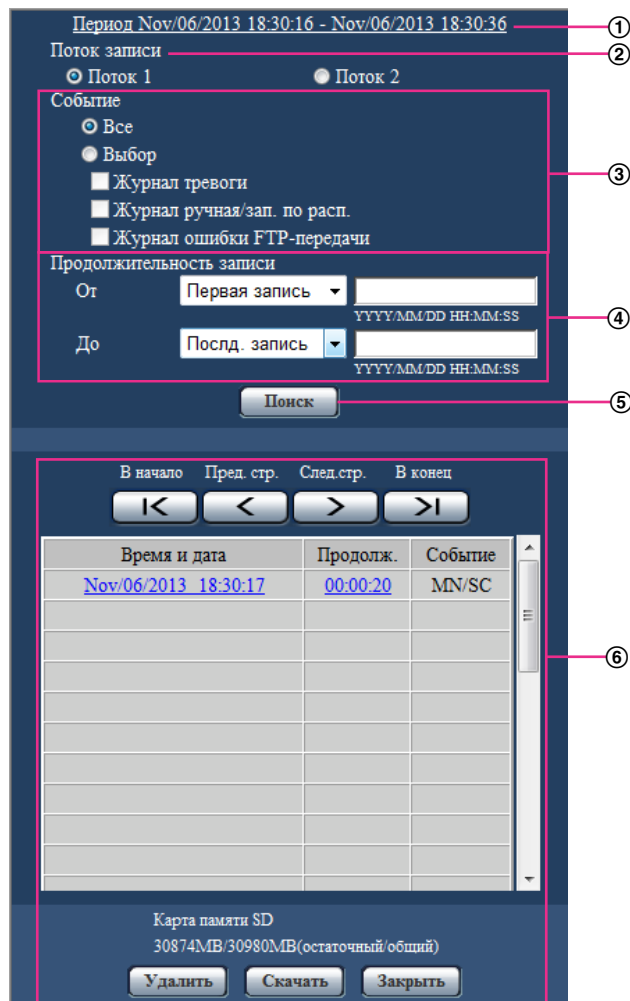 Период Nov/06/2013 18:30:16 - Nov/06/2013 18:30:36 ①
Поток записи ②
Поток 1 Поток 2
Событие
Все
Выбор
Журнал тревоги ③
Журнал ручная/зап. по расп.
Журнал ошибки FTP-передачи
Продолжительность записи
От Первая запись
YYYY/MM/DD HH:MM:SS ④
До Послд. запись
YYYY/MM/DD HH:MM:SS
Поиск ⑤
В начало Пред. стр. След.стр. В конец
Время и дата Продолж. Событие
Nov/06/2013 18:30:17 00:00:20 MN/SC
⑥
Карта памяти SD
30874MB/30980MB(остаточный/общий)
Удалить Скачать Закрыть